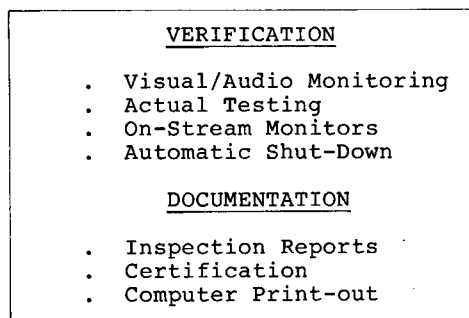 VERIFICATION
. Visual/Audio Monitoring
. Actual Testing
. On-Stream Monitors
. Automatic Shut-Down
DOCUMENTATION
. Inspection Reports
. Certification
. Computer Print-out